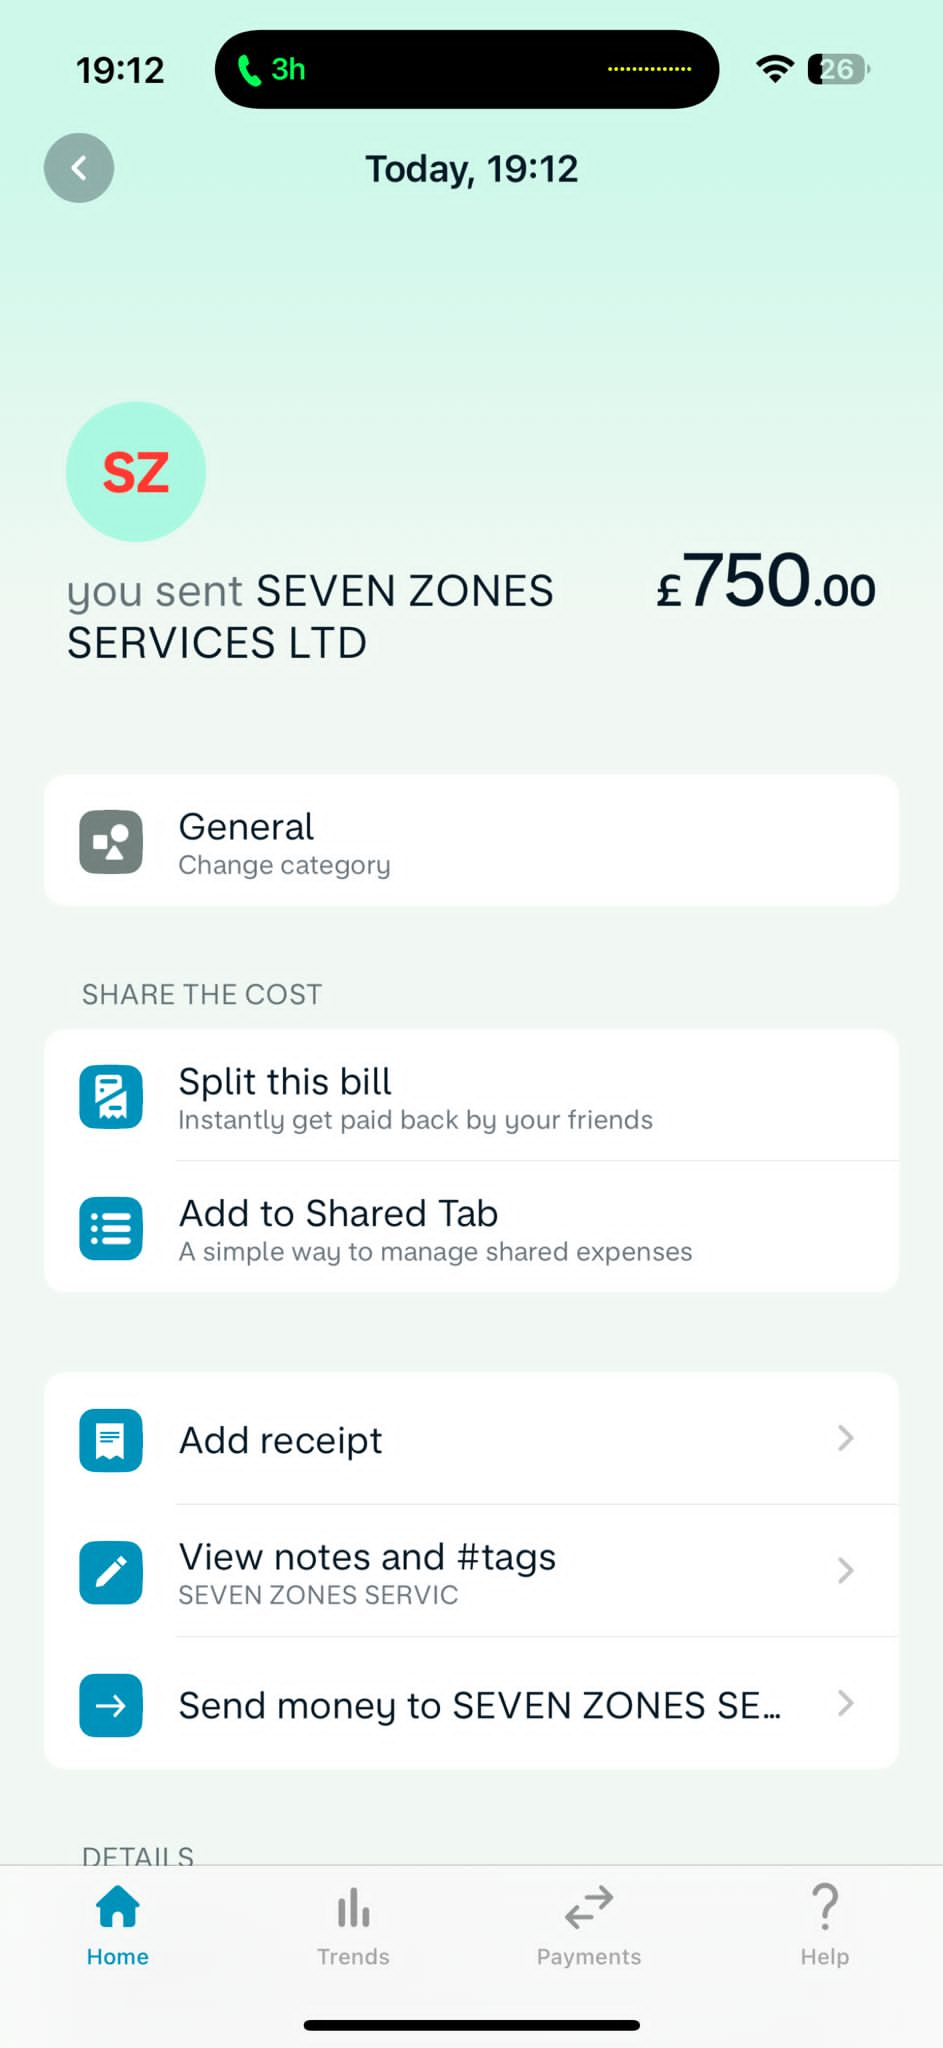 19:12
3h
26
Today, 19:12
SZ
you sent SEVEN ZONES
SERVICES LTD
£750.00
General
Change category
SHARE THE COST
Split this bill
Instantly get paid back by your friends
Add to Shared Tab
A simple way to manage shared expenses
Add receipt
View notes and #tags
SEVEN ZONES SERVIC
Send money to SEVEN ZONES SE...
DETAILS
Home
Trends
Payments
Help